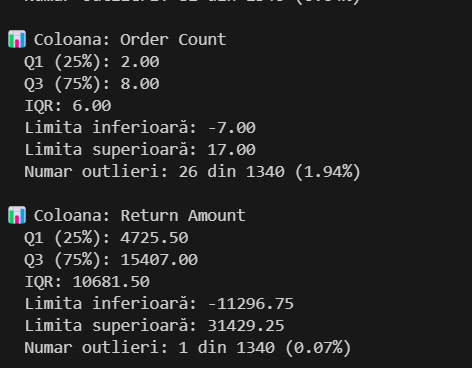 Coloana: Order Count
Q1 (25%): 2.00
Q3 (75%): 8.00
IQR: 6.00
Limita inferioară: -7.00
Limita superioară: 17.00
Numar outlieri: 26 din 1340 (1.94%)
Coloana: Return Amount
Q1 (25%): 4725.50
Q3 (75%): 15407.00
IQR: 10681.50
Limita inferioară: -11296.75
Limita superioară: 31429.25
Numar outlieri: 1 din 1340 (0.07%)